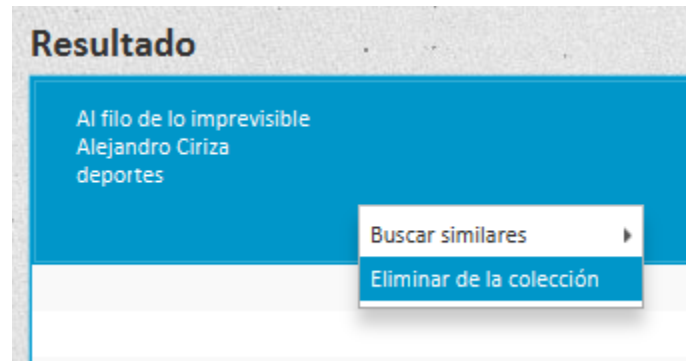 Resultado
Al filo de lo imprevisible
Alejandro Ciriza
deportes
Buscar similares
Eliminar de la colección